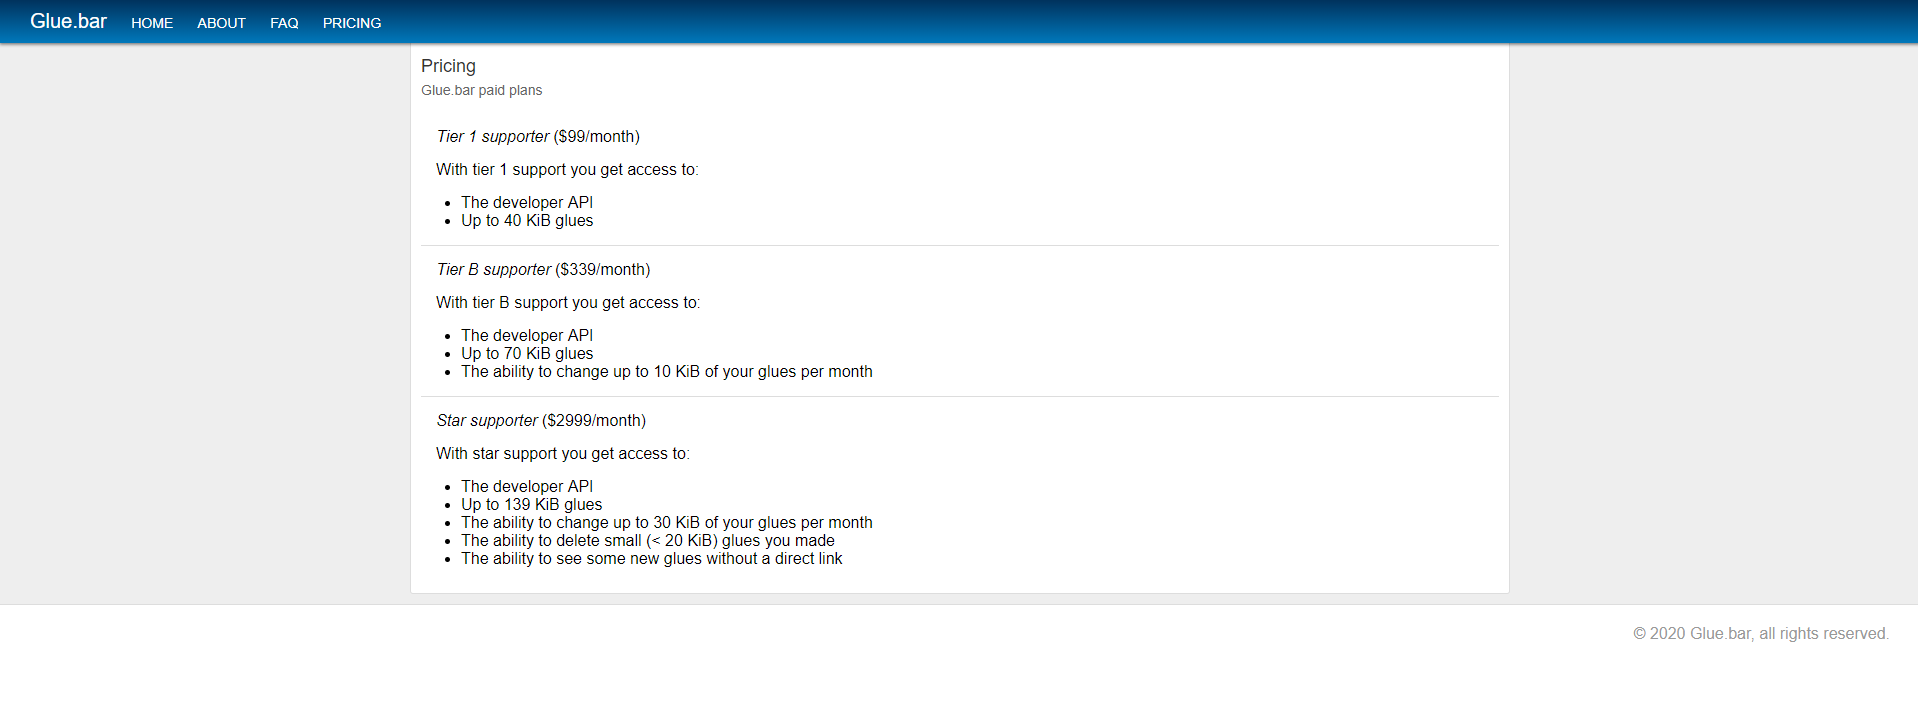 Glue.bar HOME ABOUT FAQ PRICING
Pricing
Glue.bar paid plans
Tier 1 supporter ($99/month)
With tier 1 support you get access to:
• The developer API
• Up to 40 KiB glues
Tier B supporter ($339/month)
With tier B support you get access to:
• The developer API
• Up to 70 KiB glues
• The ability to change up to 10 KiB of your glues per month
Star supporter ($2999/month)
With star support you get access to:
• The developer API
• Up to 139 KiB glues
• The ability to change up to 30 KiB of your glues per month
• The ability to delete small (< 20 KiB) glues you made
• The ability to see some new glues without a direct link
© 2020 Glue.bar, all rights reserved.